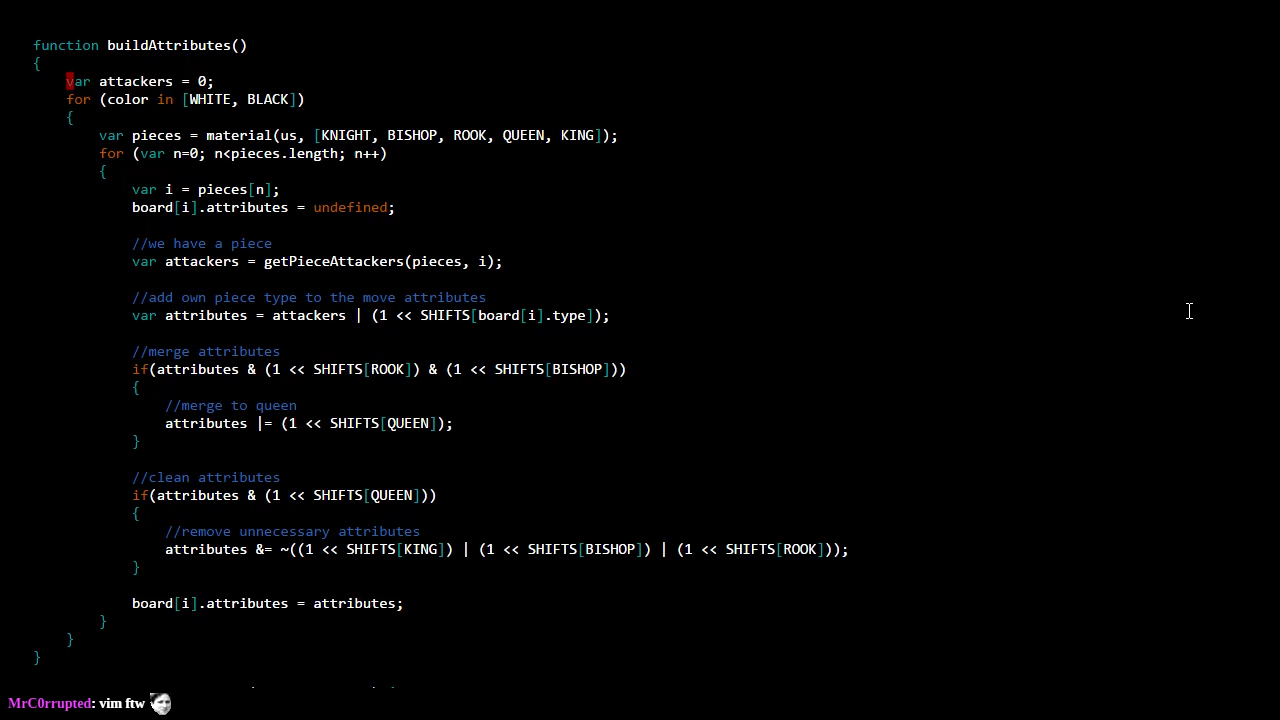 function buildAttributes()
{
    var attackers = 0;
    for (color in [WHITE, BLACK])
    {
        var pieces = material(us, [KNIGHT, BISHOP, ROOK, QUEEN, KING]);
        for (var n=0; n<pieces.length; n++)
        {
            var i = pieces[n];
            board[i].attributes = undefined;

            //we have a piece
            var attackers = getPieceAttackers(pieces, i);

            //add own piece type to the move attributes
            var attributes = attackers | (1 << SHIFTS[board[i].type]);

            //merge attributes
            if(attributes & (1 << SHIFTS[ROOK]) & (1 << SHIFTS[BISHOP]))
            {
                //merge to queen
                attributes |= (1 << SHIFTS[QUEEN]);
            }

            //clean attributes
            if(attributes & (1 << SHIFTS[QUEEN]))
            {
                //remove unnecessary attributes
                attributes &= ~((1 << SHIFTS[KING]) | (1 << SHIFTS[BISHOP]) | (1 << SHIFTS[ROOK]));
            }

            board[i].attributes = attributes;
        }
    }
}
MrC0rrupted: vim ftw